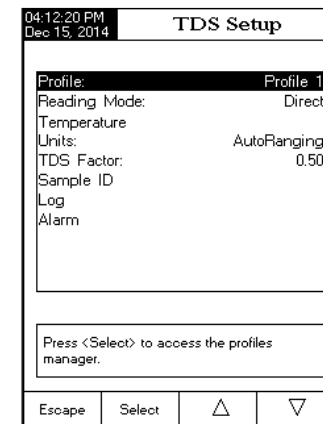 04:12:20 PM
Dec 15, 2014
TDS Setup
Profile: Profile 1
Reading Mode: Direct
Temperature
Units: AutoRanging
TDS Factor: 0.50
Sample ID
Log
Alarm
Press <Select> to access the profiles
manager.
Escape Select △ ▽